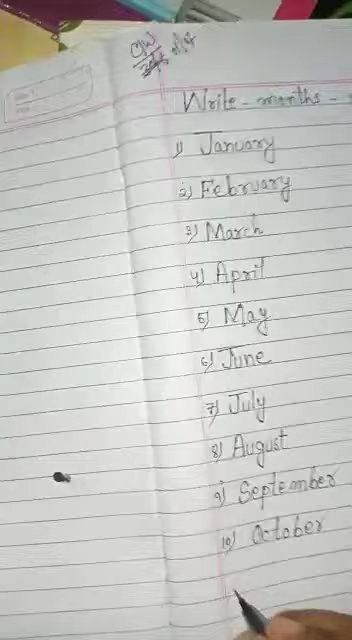 C/W
Write - months -
1) January
2) February
3) March
4) April
5) May
6) June
7) July
8) August
9) September
10) October